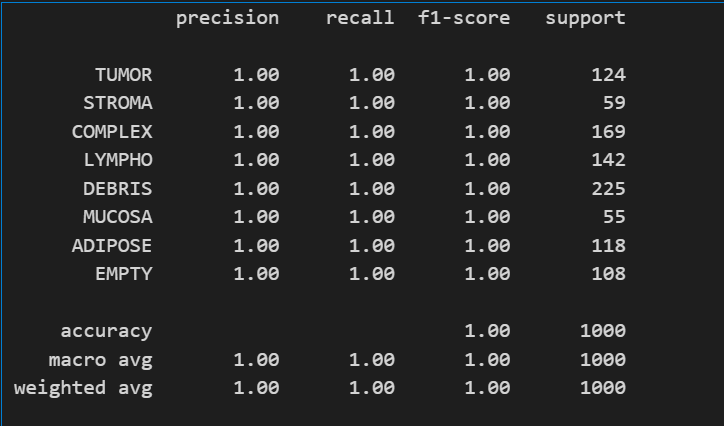 precision recall f1-score support
TUMOR 1.00 1.00 1.00 124
STROMA 1.00 1.00 1.00 59
COMPLEX 1.00 1.00 1.00 169
LYMPHO 1.00 1.00 1.00 142
DEBRIS 1.00 1.00 1.00 225
MUCOSA 1.00 1.00 1.00 55
ADIPOSE 1.00 1.00 1.00 118
EMPTY 1.00 1.00 1.00 108
accuracy 1.00 1000
macro avg 1.00 1.00 1.00 1000
weighted avg 1.00 1.00 1.00 1000